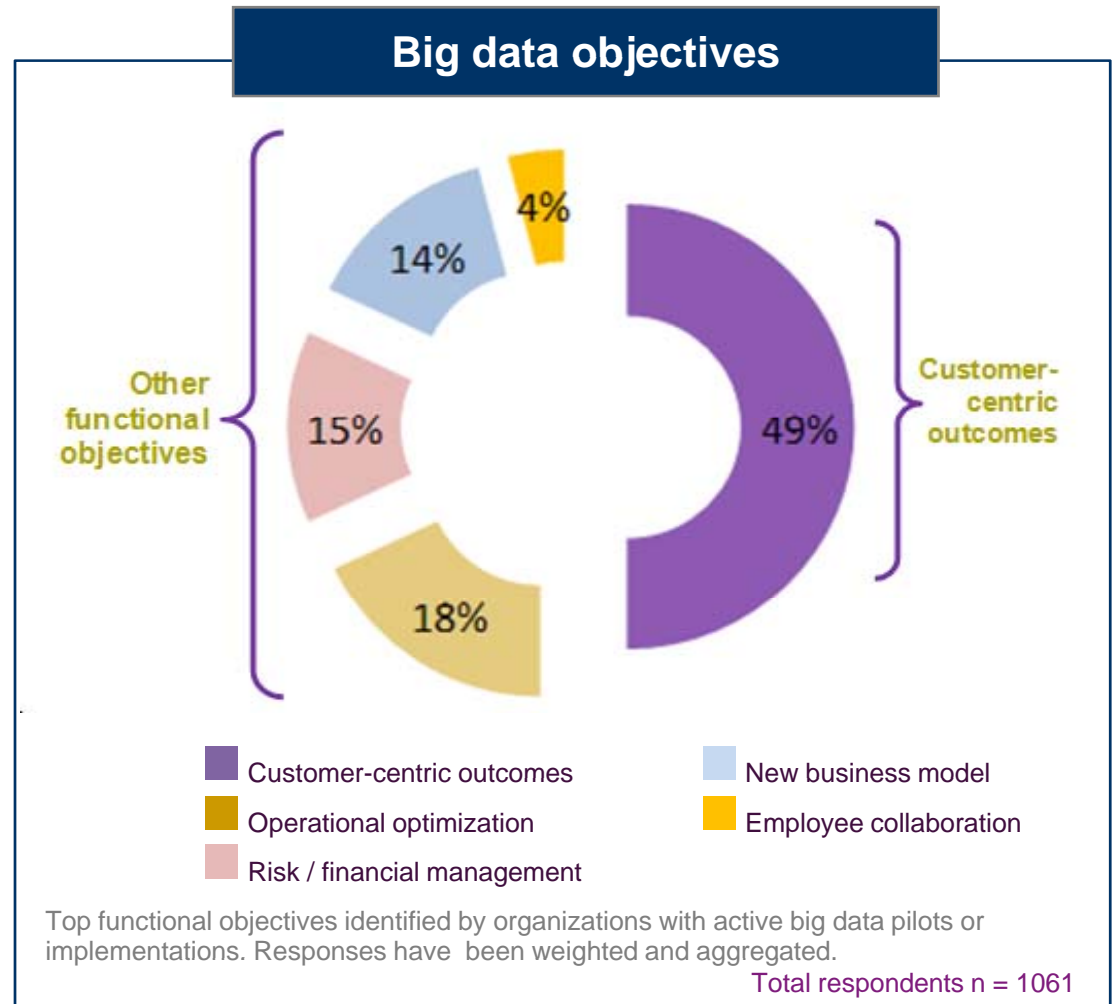 Big data objectives
4%
14%
Other
functional
objectives
15%
49%
Customer-
centric
outcomes
18%
Customer-centric outcomes
New business model
Operational optimization
Employee collaboration
Risk / financial management
Top functional objectives identified by organizations with active big data pilots or
implementations. Responses have  been weighted and aggregated.
Total respondents n = 1061